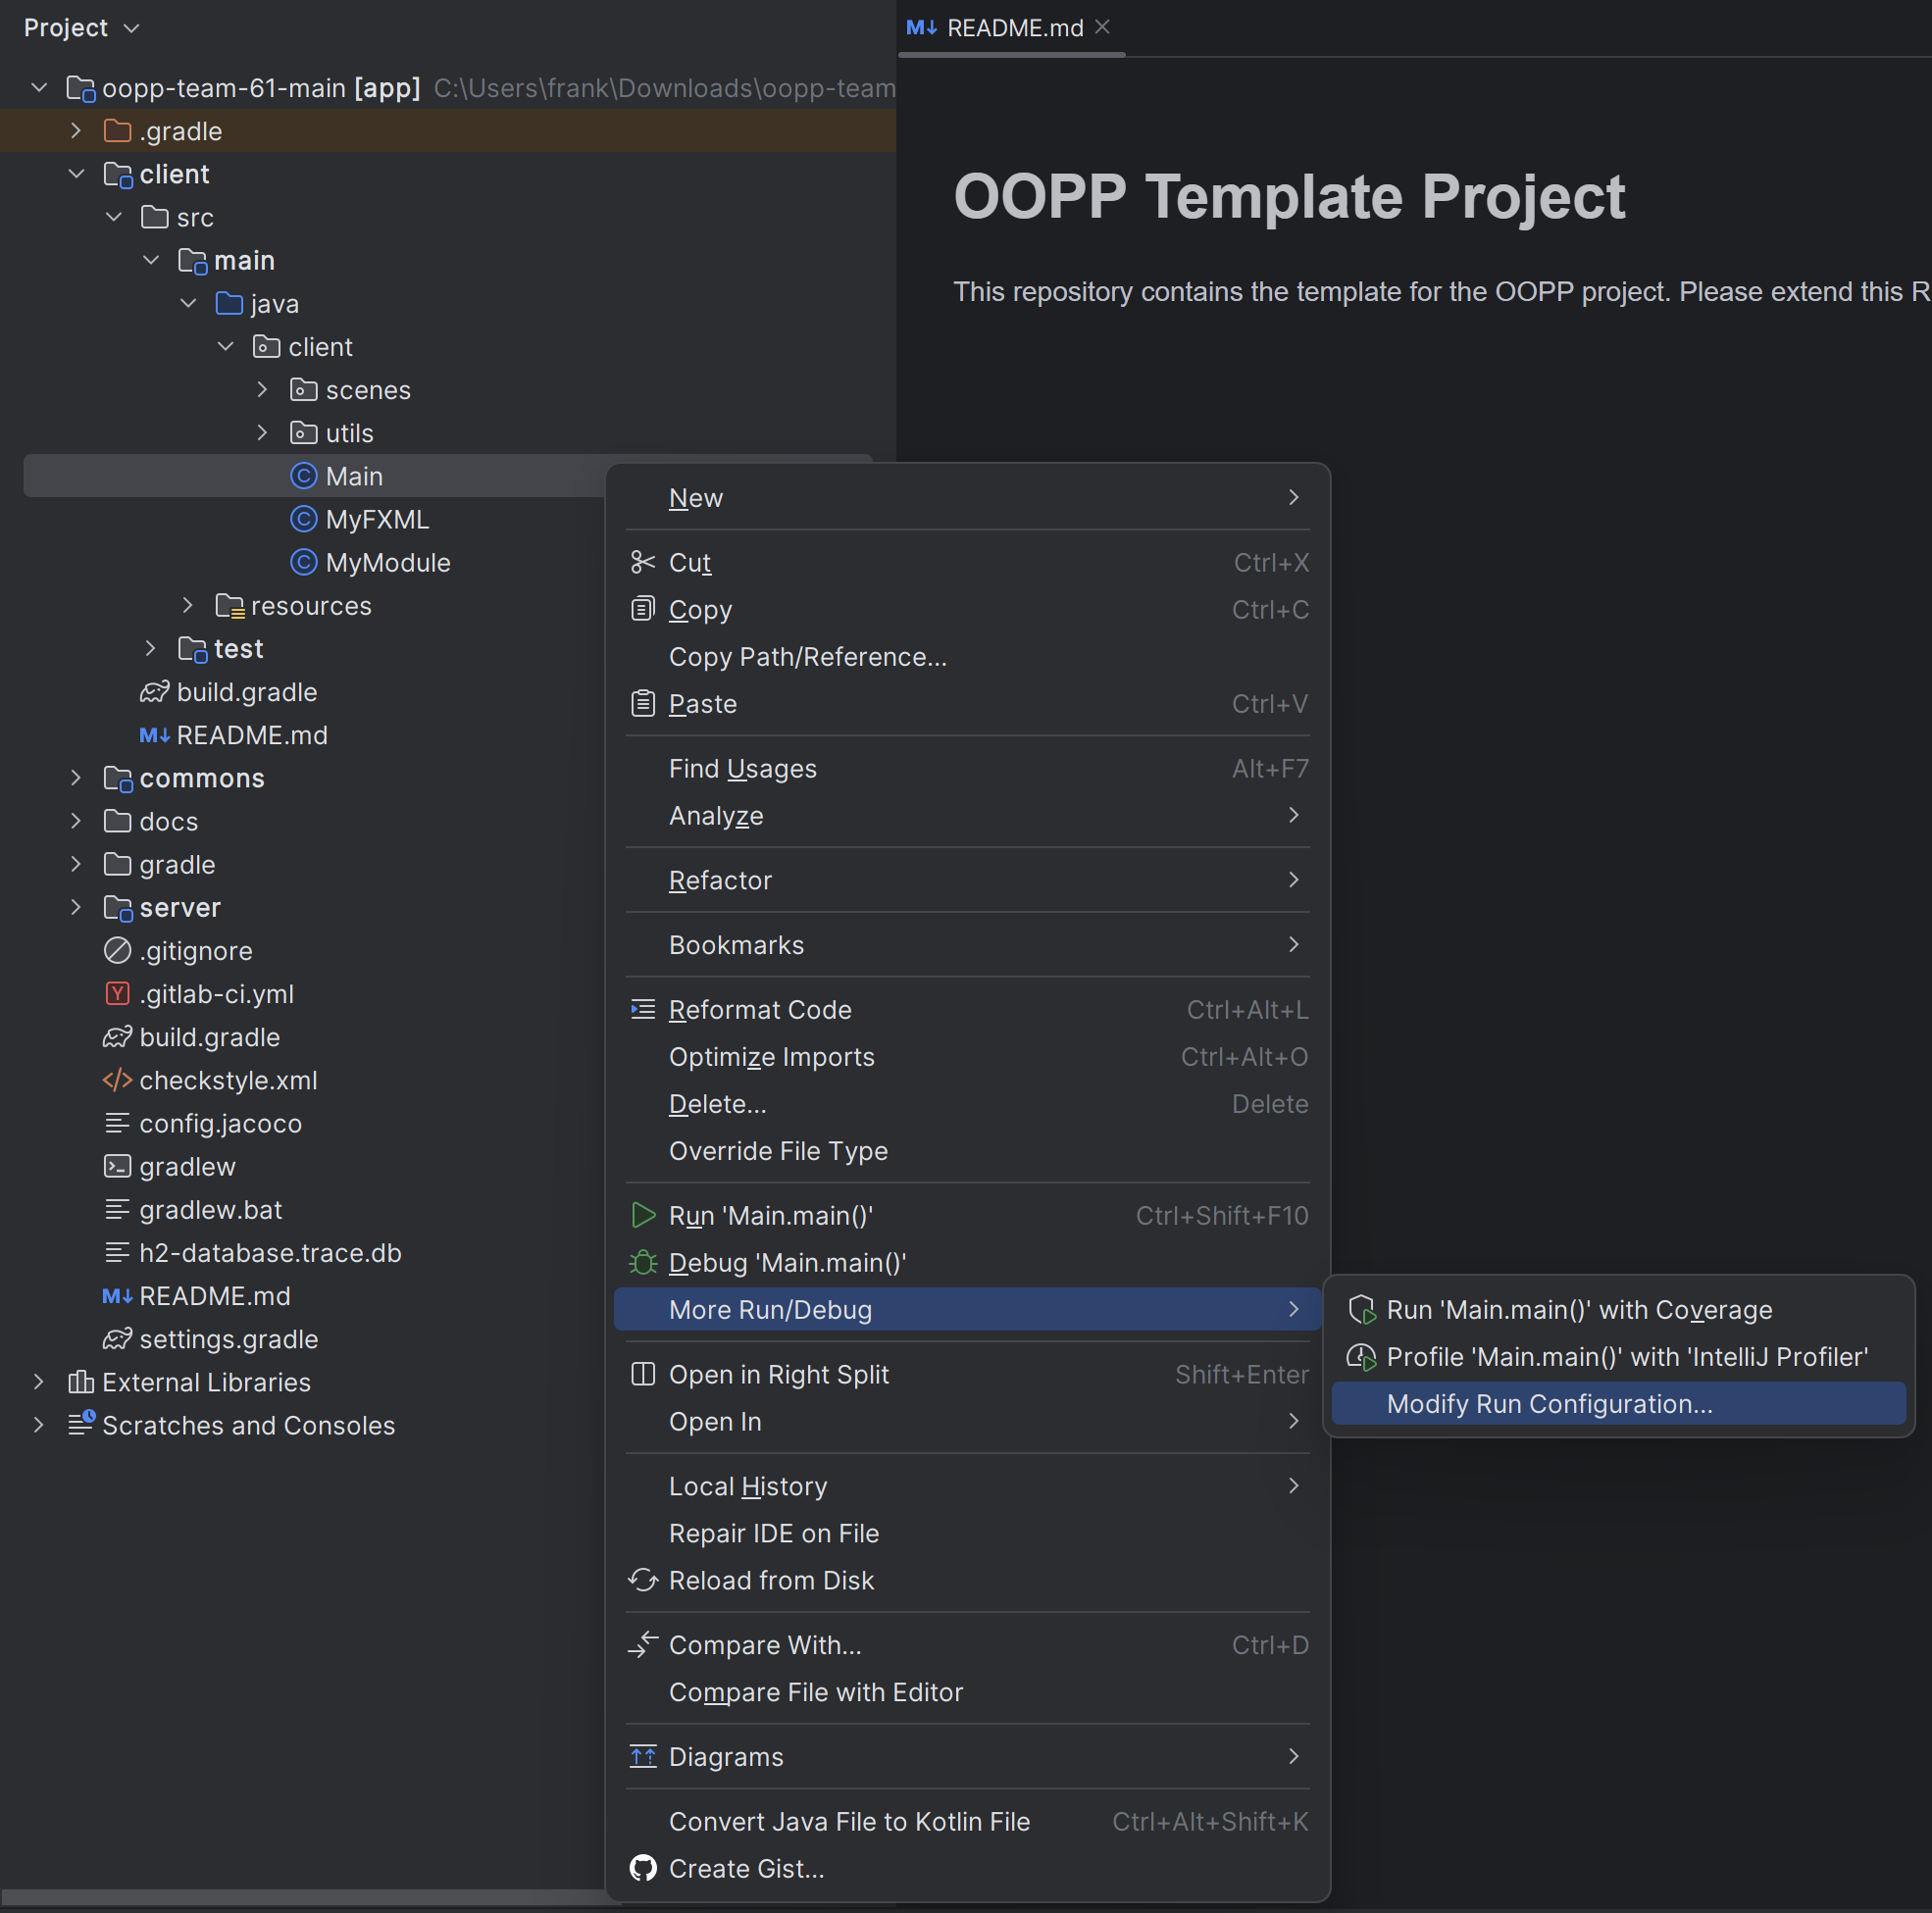 Project
README.md
oopp-team-61-main [app] C:\Users\frank\Downloads\oopp-team
.gradle
client
src
main
java
client
scenes
utils
Main
MyFXML
MyModule
resources
test
build.gradle
README.md
commons
docs
gradle
server
.gitignore
.gitlab-ci.yml
build.gradle
checkstyle.xml
config.jacoco
gradlew
gradlew.bat
h2-database.trace.db
README.md
settings.gradle
External Libraries
Scratches and Consoles
OOPP Template Project
This repository contains the template for the OOPP project. Please extend this R
New
Cut Ctrl+X
Copy Ctrl+C
Copy Path/Reference...
Paste Ctrl+V
Find Usages Alt+F7
Analyze
Refactor
Bookmarks
Reformat Code Ctrl+Alt+L
Optimize Imports Ctrl+Alt+O
Delete... Delete
Override File Type
Run 'Main.main()' Ctrl+Shift+F10
Debug 'Main.main()'
More Run/Debug
Open in Right Split Shift+Enter
Open In
Local History
Repair IDE on File
Reload from Disk
Compare With... Ctrl+D
Compare File with Editor
Diagrams
Convert Java File to Kotlin File Ctrl+Alt+Shift+K
Create Gist...
Run 'Main.main()' with Coverage
Profile 'Main.main()' with 'IntelliJ Profiler'
Modify Run Configuration...